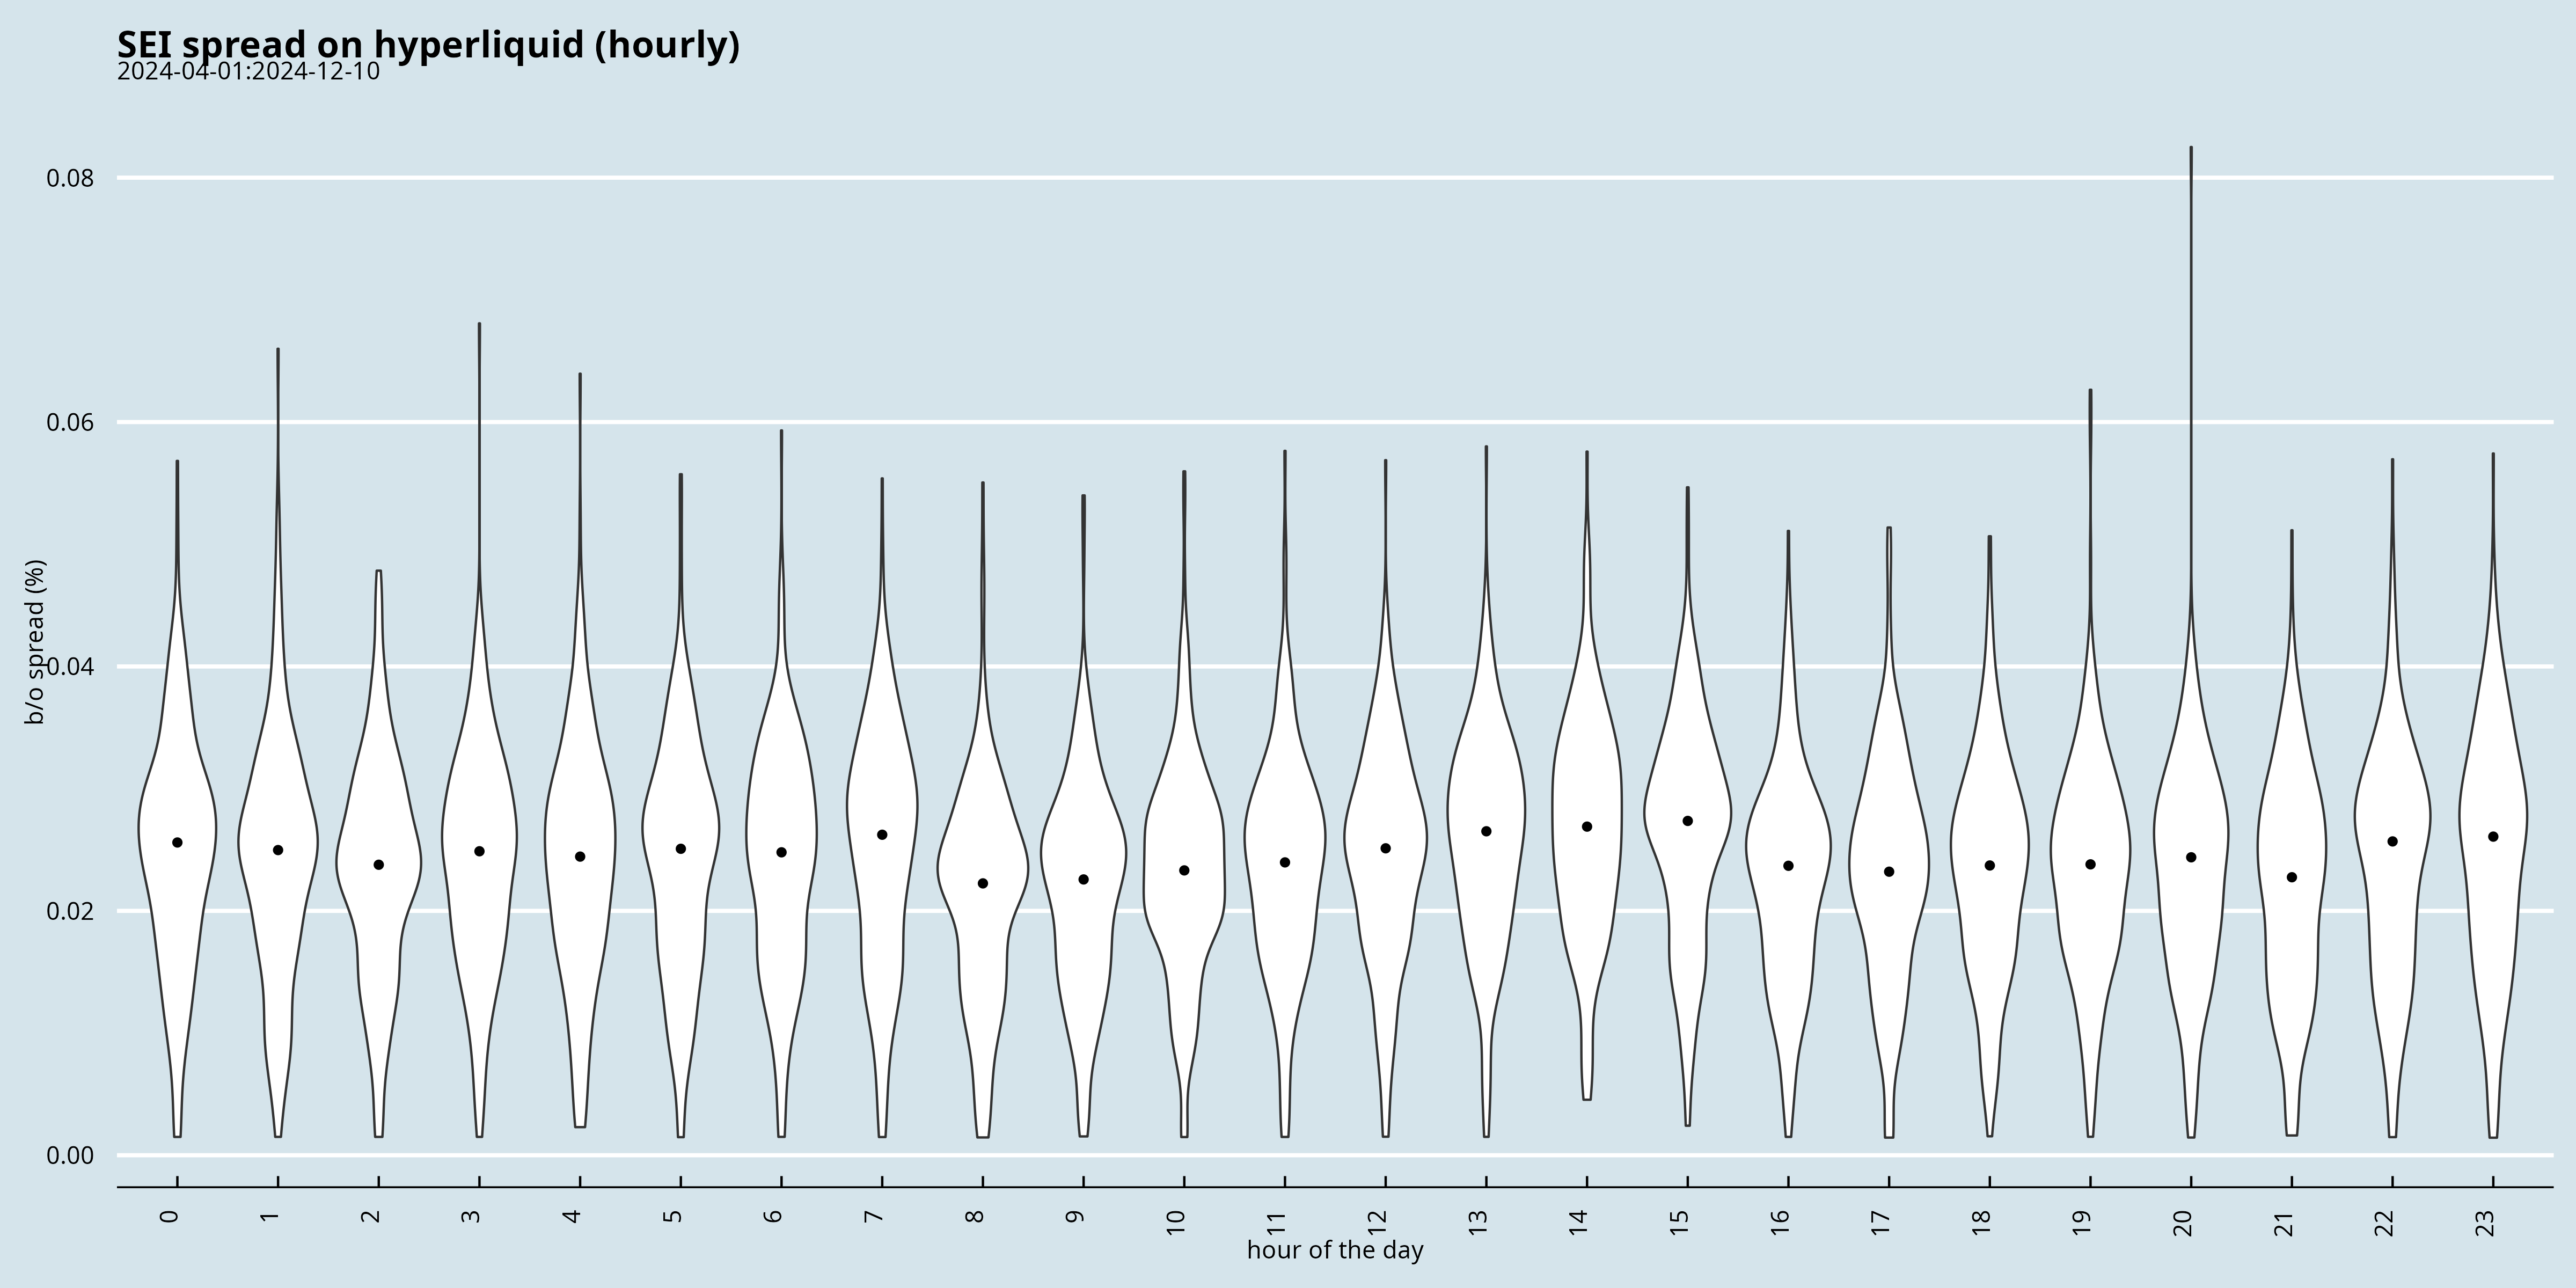 SEI spread on hyperliquid (hourly)
2024-04-01:2024-12-10
b/o spread (%)
0.08
0.06
0.04
0.02
0.00
0 1 2 3 4 5 6 7 8 9 10 11 12 13 14 15 16 17 18 19 20 21 22 23
hour of the day